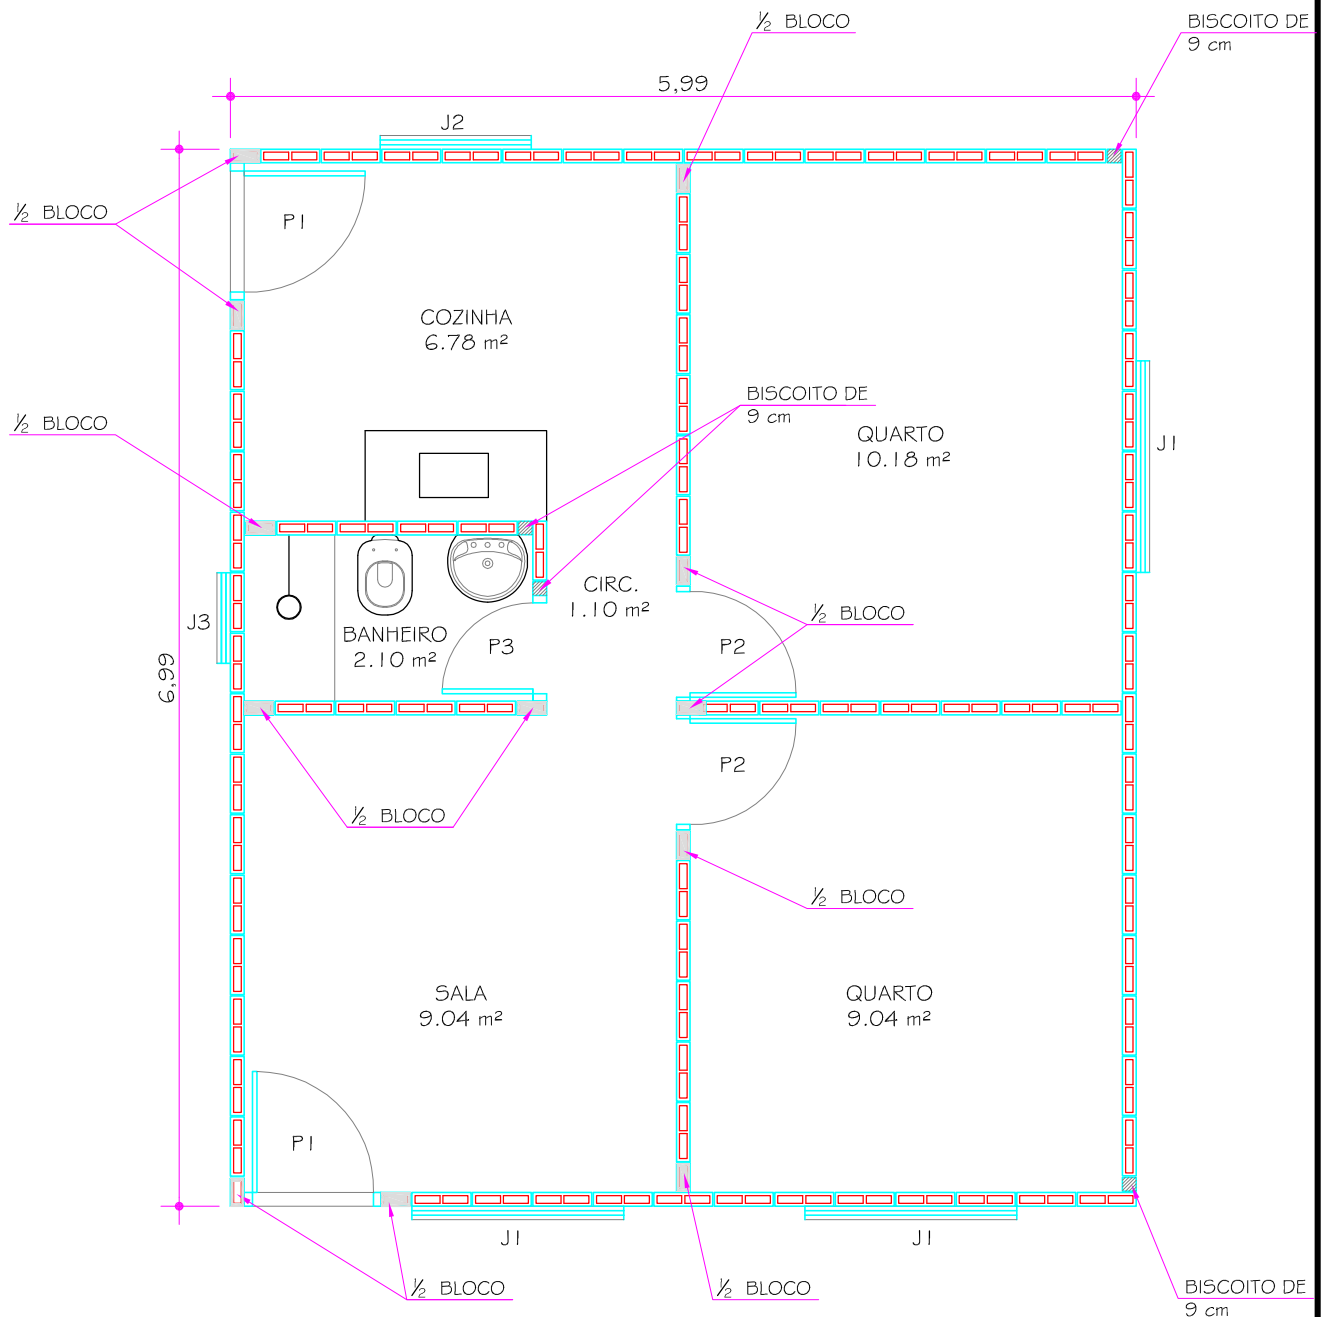 ½ BLOCO
BISCOITO DE
9 cm
5,99
J2
½ BLOCO
P1
COZINHA
6.78 m²
BISCOITO DE
9 cm
½ BLOCO
QUARTO
10.18 m²
J1
CIRC.
1.10 m²
½ BLOCO
J3
BANHEIRO
2.10 m²
P3
P2
6,99
P2
½ BLOCO
½ BLOCO
SALA
9.04 m²
QUARTO
9.04 m²
P1
J1
J1
½ BLOCO
½ BLOCO
BISCOITO DE
9 cm